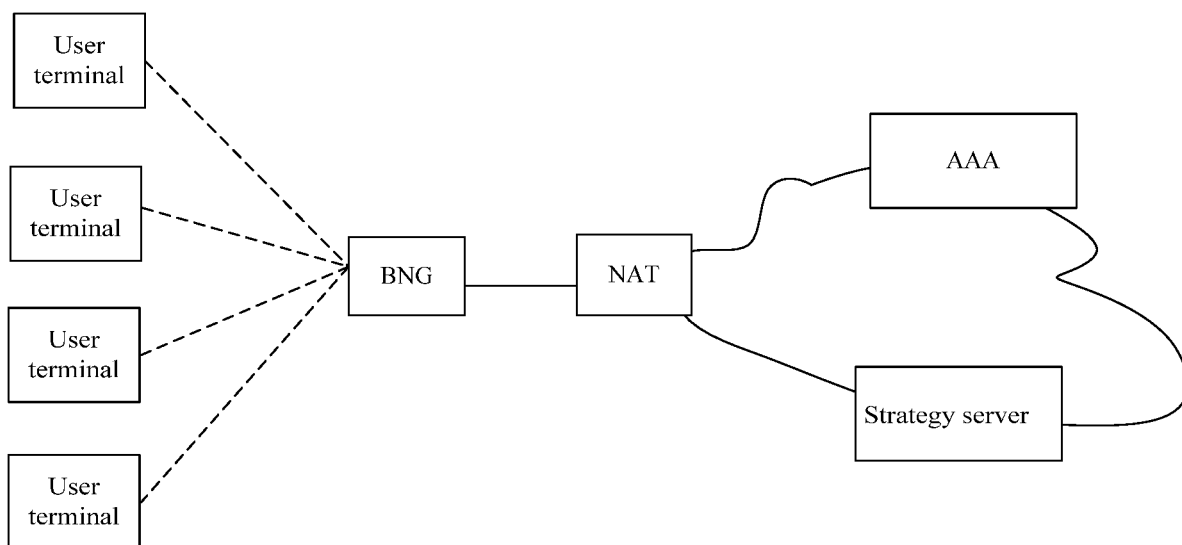 User
terminal
User
terminal
User
terminal
User
terminal
BNG
NAT
AAA
Strategy server